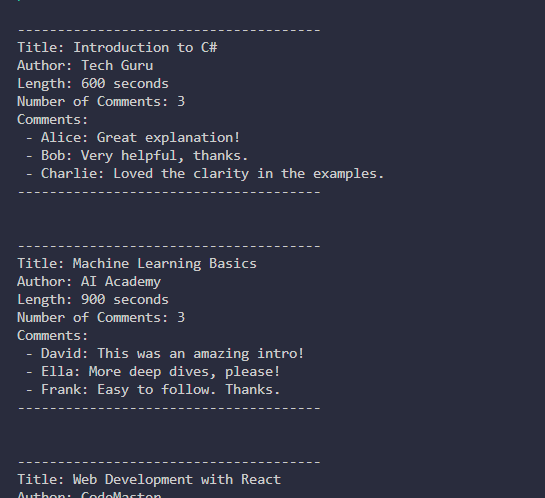 --------------------------------------
Title: Introduction to C#
Author: Tech Guru
Length: 600 seconds
Number of Comments: 3
Comments:
- Alice: Great explanation!
- Bob: Very helpful, thanks.
- Charlie: Loved the clarity in the examples.
--------------------------------------
--------------------------------------
Title: Machine Learning Basics
Author: AI Academy
Length: 900 seconds
Number of Comments: 3
Comments:
- David: This was an amazing intro!
- Ella: More deep dives, please!
- Frank: Easy to follow. Thanks.
--------------------------------------
--------------------------------------
Title: Web Development with React
Author: CodeMaster